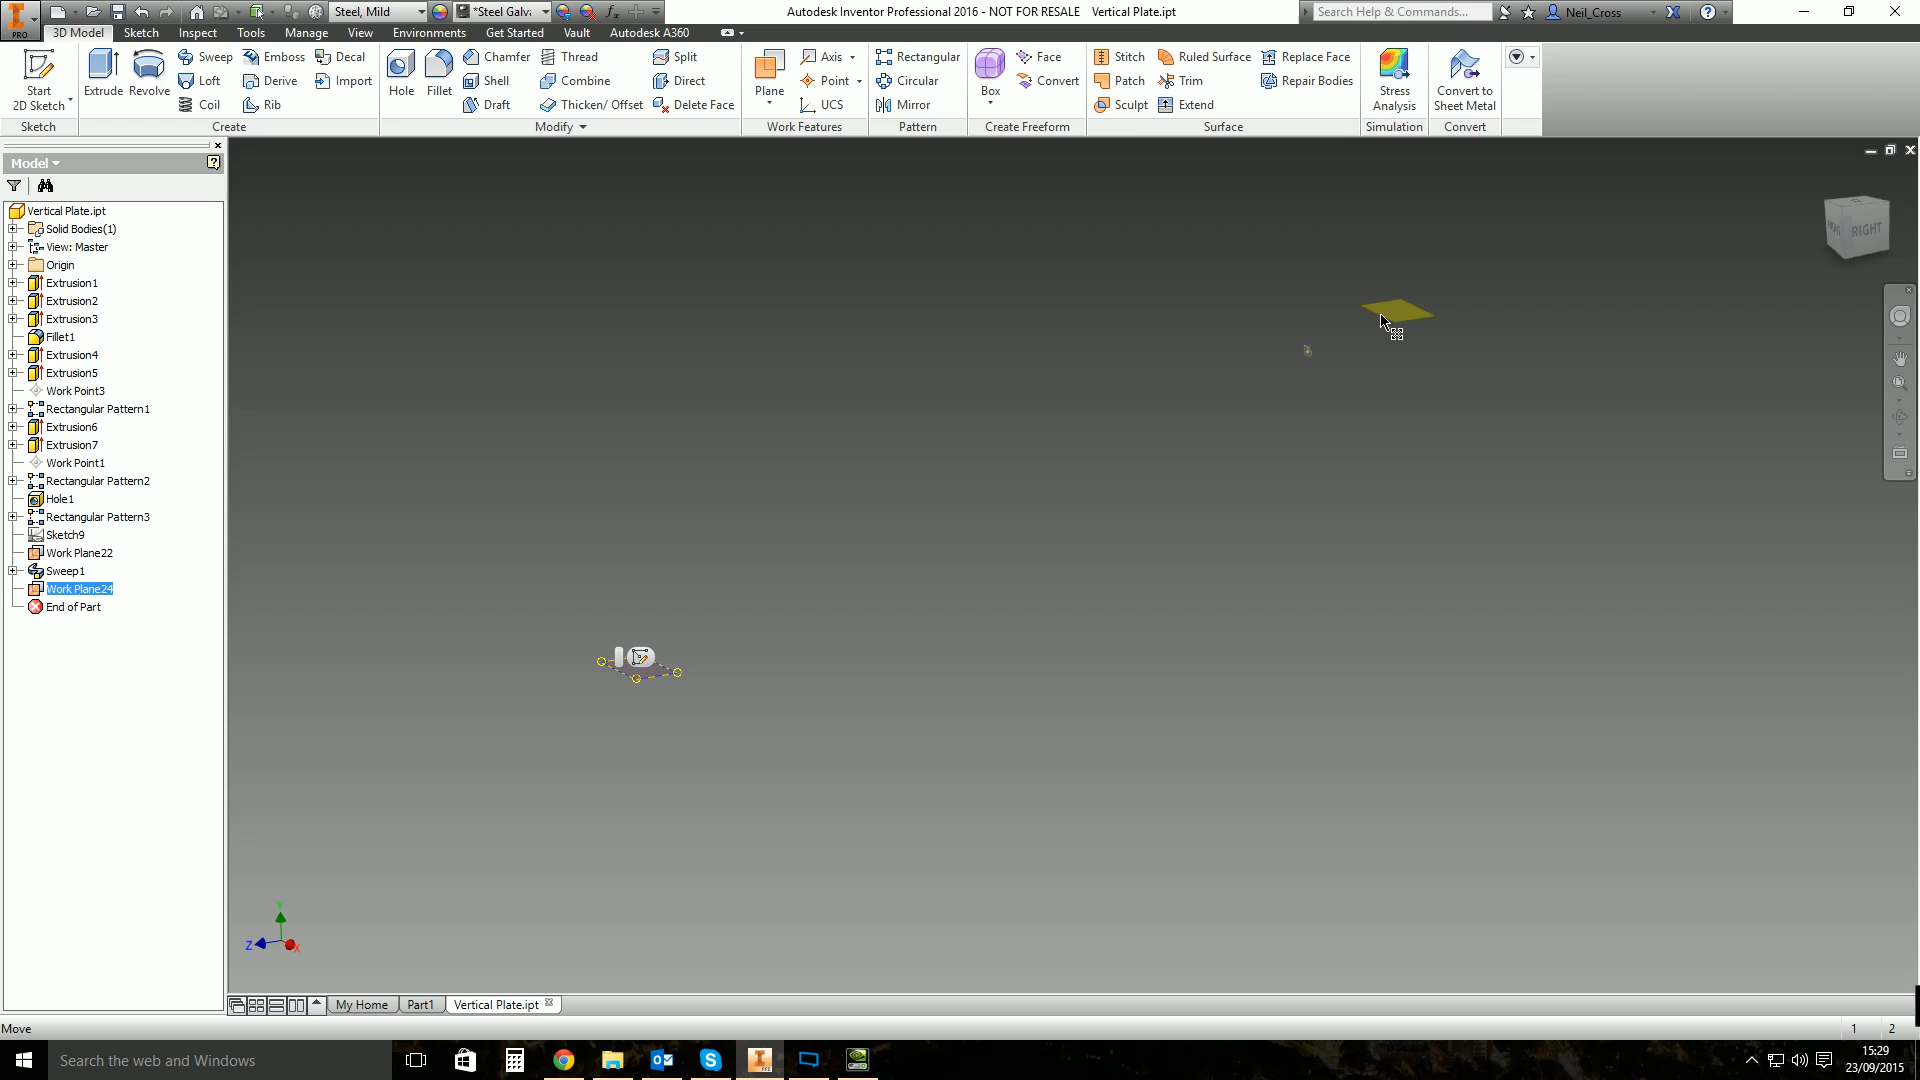 Steel, Mild *Steel Galv Autodesk Inventor Professional 2016 - NOT FOR RESALE Vertical Plate.ipt Search Help & Commands... Neil_Cross
PRO 3D Model Sketch Inspect Tools Manage View Environments Get Started Vault Autodesk A360
Sweep Emboss Decal Chamfer Thread Split Axis Rectangular Face Stitch Ruled Surface Replace Face
Loft Derive Import Shell Combine Direct Point Circular Convert Patch Trim Repair Bodies
Start 2D Sketch Extrude Revolve Hole Fillet Plane Box Stress Analysis Convert to Sheet Metal
Coil Rib Draft Thicken/ Offset Delete Face UCS Mirror Sculpt Extend
Sketch Create Modify Work Features Pattern Create Freeform Surface Simulation Convert
Model
Vertical Plate.ipt
Solid Bodies(1)
View: Master
Origin
Extrusion1
Extrusion2
Extrusion3
Fillet1
Extrusion4
Extrusion5
Work Point3
Rectangular Pattern1
Extrusion6
Extrusion7
Work Point1
Rectangular Pattern2
Hole1
Rectangular Pattern3
Sketch9
Work Plane22
Sweep1
Work Plane24
End of Part
RIGHT
Y
Z X
My Home Part1 Vertical Plate.ipt
Move 1 2
Search the web and Windows
15:29
23/09/2015